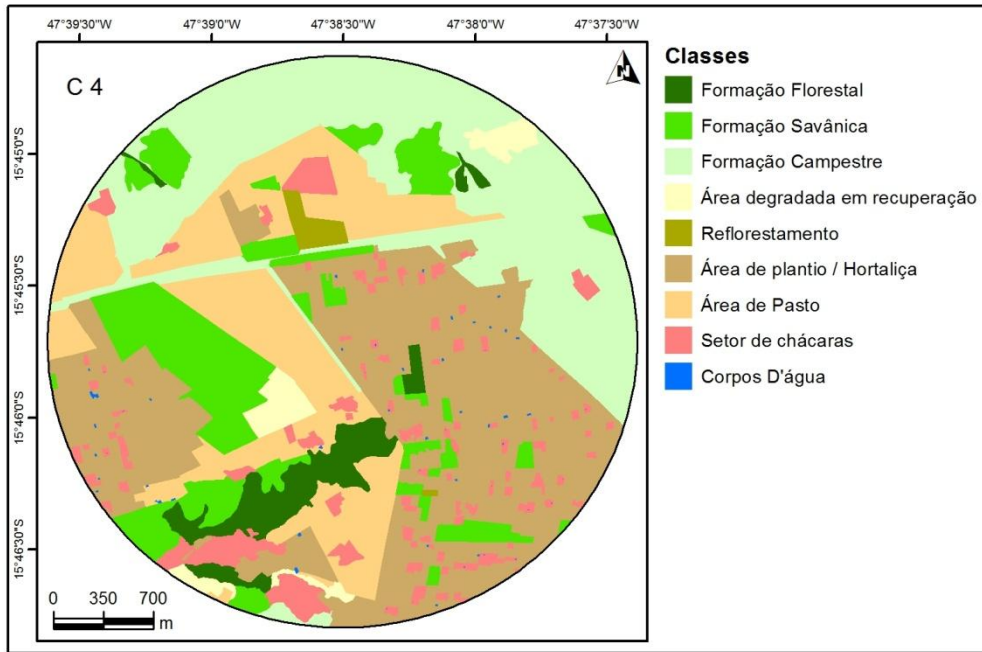 47°39'30"W 47°39'0"W 47°38'30"W 47°38'0"W 47°37'30"W
C 4
N
15°45'0"S
15°45'30"S
15°46'0"S
15°46'30"S
0 350 700
m
Classes
Formação Florestal
Formação Savânica
Formação Campestre
Área degradada em recuperação
Reflorestamento
Área de plantio / Hortaliça
Área de Pasto
Setor de chácaras
Corpos D'água